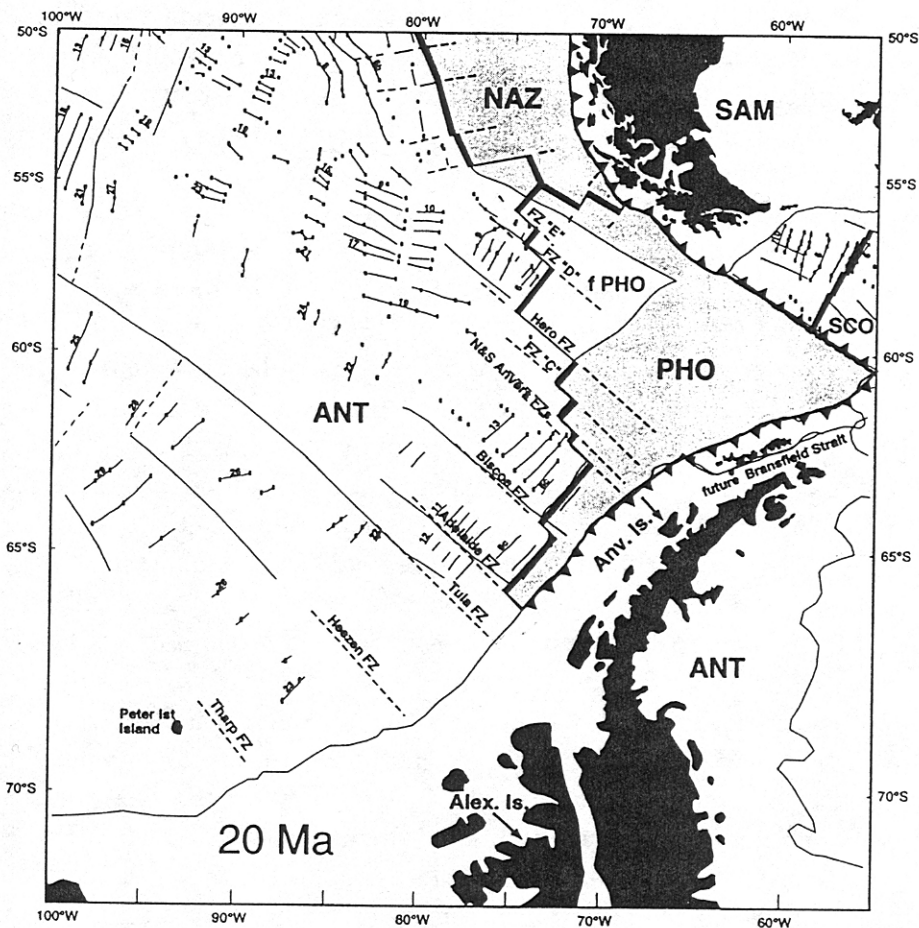 100°W 90°W 80°W 70°W 60°W
50°S
50°S
NAZ
SAM
55°S
55°S
FZ "E"
FZ "D"
f PHO
Hero FZ
FZ "C"
SCO
60°S
60°S
PHO
ANT
Biscoe FZ
future Bransfield Strait
Anv. Is.
Adelaide FZ
65°S
65°S
Tula FZ
Heezen FZ
ANT
Peter Ist
Island
Tharp FZ
70°S
70°S
Alex. Is.
20 Ma
100°W 90°W 80°W 70°W 60°W